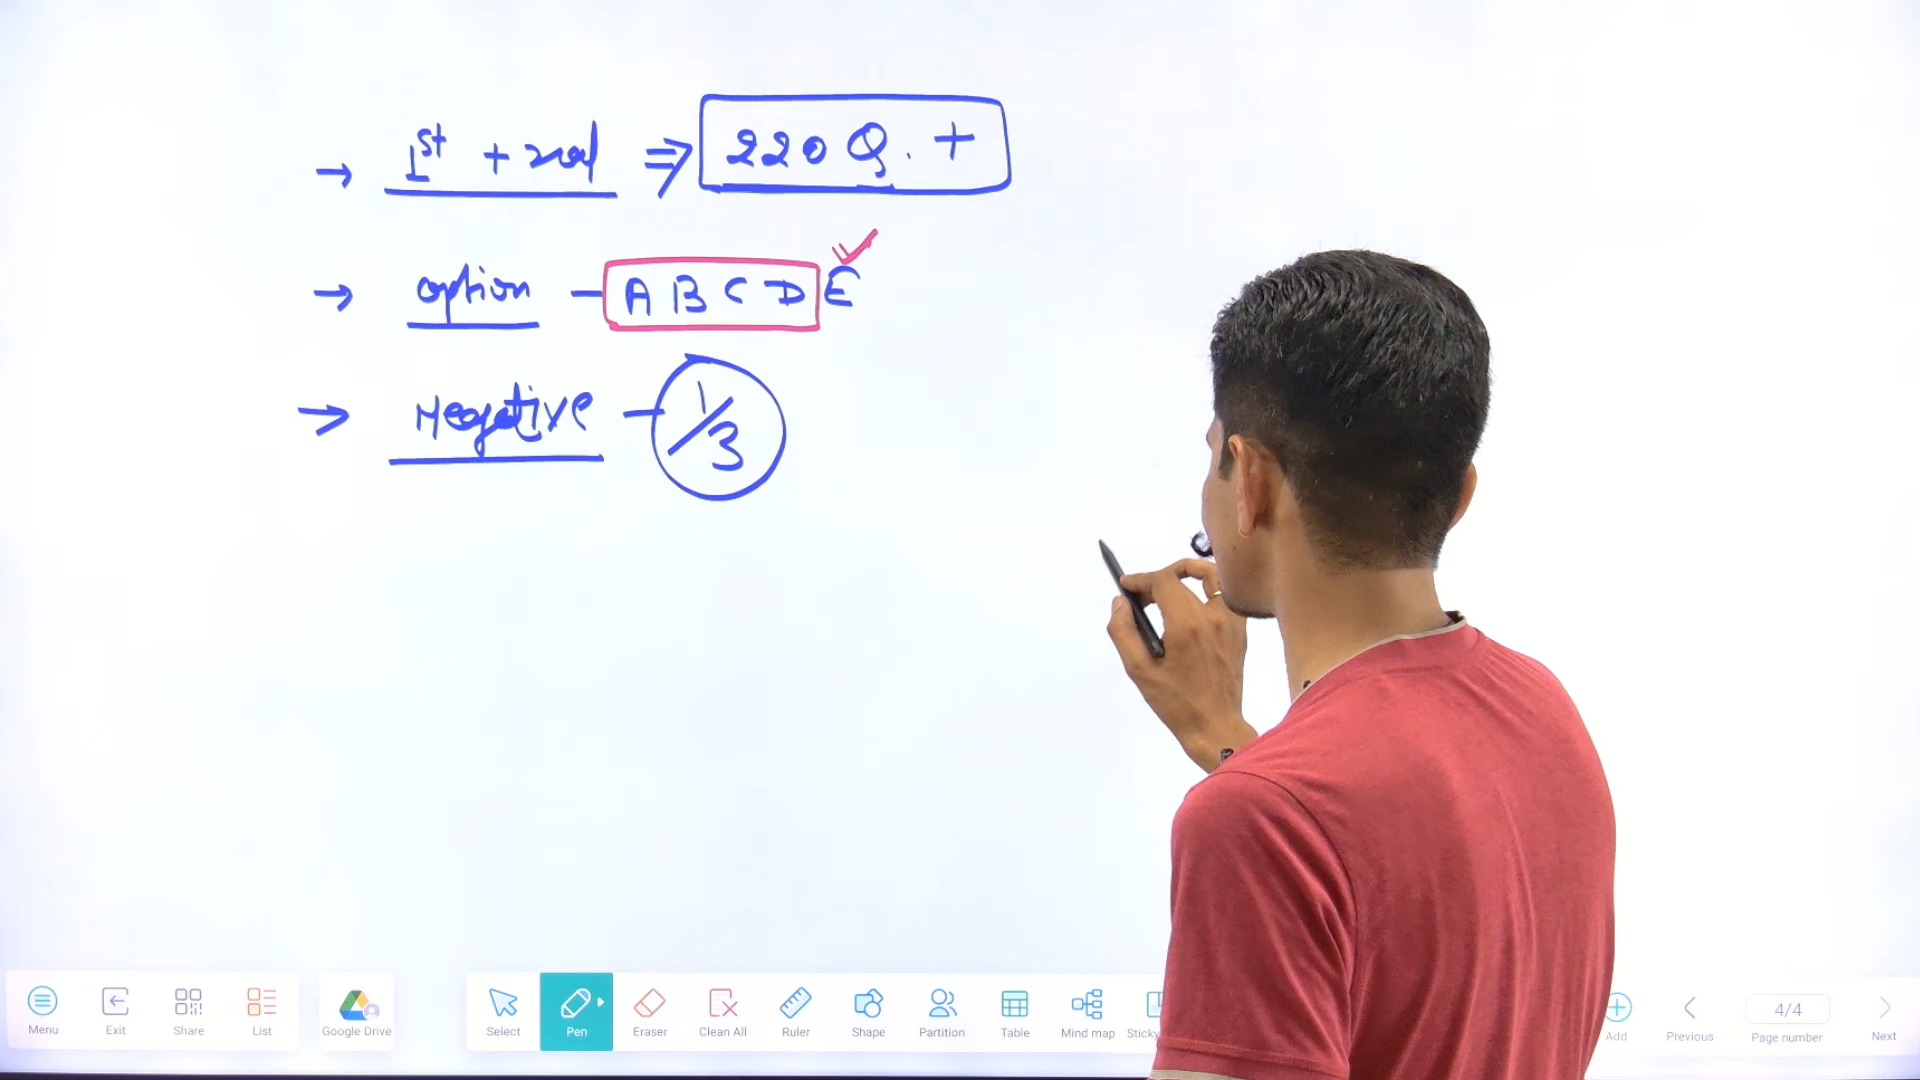 → 1st + 2nd ⇒ 220 Q. +
→ option - A B C D E
→ Negative - 1/3
Menu Exit Share List Google Drive Select Pen Eraser Clean All Ruler Shape Partition Table Mind map Sticky Add Previous 4/4 Page number Next